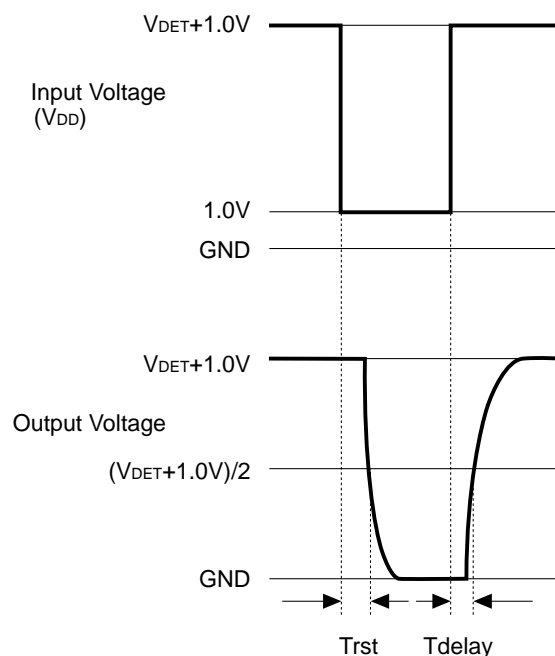 VDET+1.0V
Input Voltage
(VDD)
1.0V
GND
VDET+1.0V
Output Voltage
(VDET+1.0V)/2
GND
Trst Tdelay